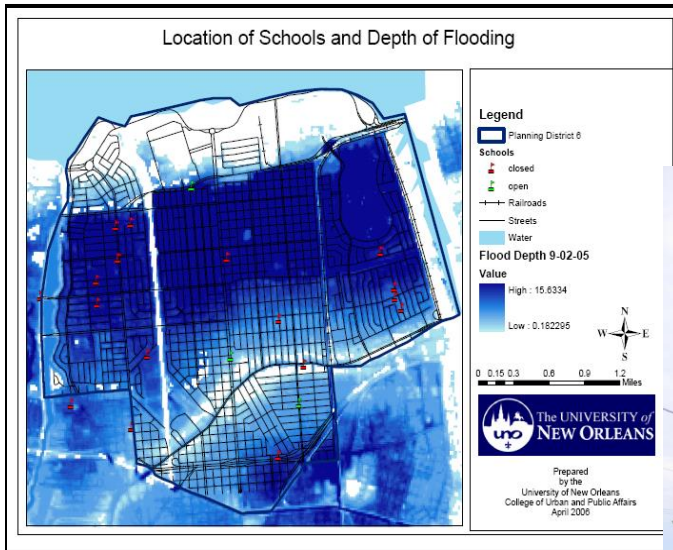 Location of Schools and Depth of Flooding
Legend
Planning District 6
Schools
closed
open
Railroads
Streets
Water
Flood Depth 9-02-05
Value
High : 15.6334
Low : 0.182295
N
W E
S
0 0.15 0.3 0.6 0.9 1.2
Miles
uno
The UNIVERSITY of
NEW ORLEANS
Prepared
by the
University of New Orleans
College of Urban and Public Affairs
April 2006